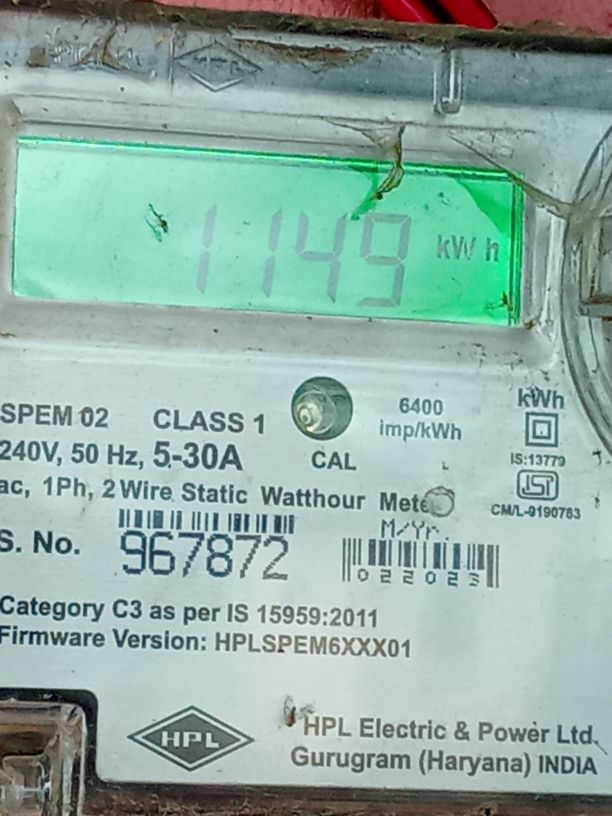 1149 kWh
SPEM 02 CLASS 1
6400
imp/kWh
kWh
240V, 50 Hz, 5-30A
CAL
IS:13779
ISI
ac, 1Ph, 2 Wire Static Watthour Meter
CM/L-9190763
M/Yr.
S. No. 967872
022023
Category C3 as per IS 15959:2011
Firmware Version: HPLSPEM6XXX01
HPL
HPL Electric & Power Ltd.
Gurugram (Haryana) INDIA